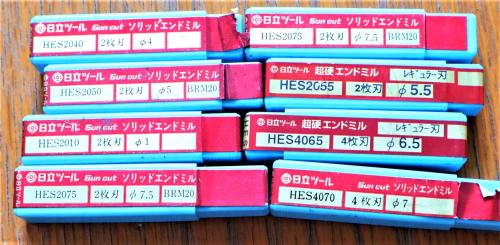 日立ツール Sun cut ソリッドエンドミル
HES2040 2枚刃 φ4
日立ツール Sun cut ソリッドエンドミル
HES2075 2枚刃 φ7.5 BRM20
日立ツール Sun cut ソリッドエンドミル
HES2050 2枚刃 φ5 BRM20
日立ツール 超硬エンドミル レギュラー刃
HES2055 2枚刃 φ5.5
日立ツール Sun cut ソリッドエンドミル
HES2010 2枚刃 φ1
日立ツール 超硬エンドミル レギュラー刃
HES4065 4枚刃 φ6.5
日立ツール Sun cut ソリッドエンドミル
HES2075 2枚刃 φ7.5 BRM20
日立ツール Sun cut ソリッドエンドミル
HES4070 4枚刃 φ7